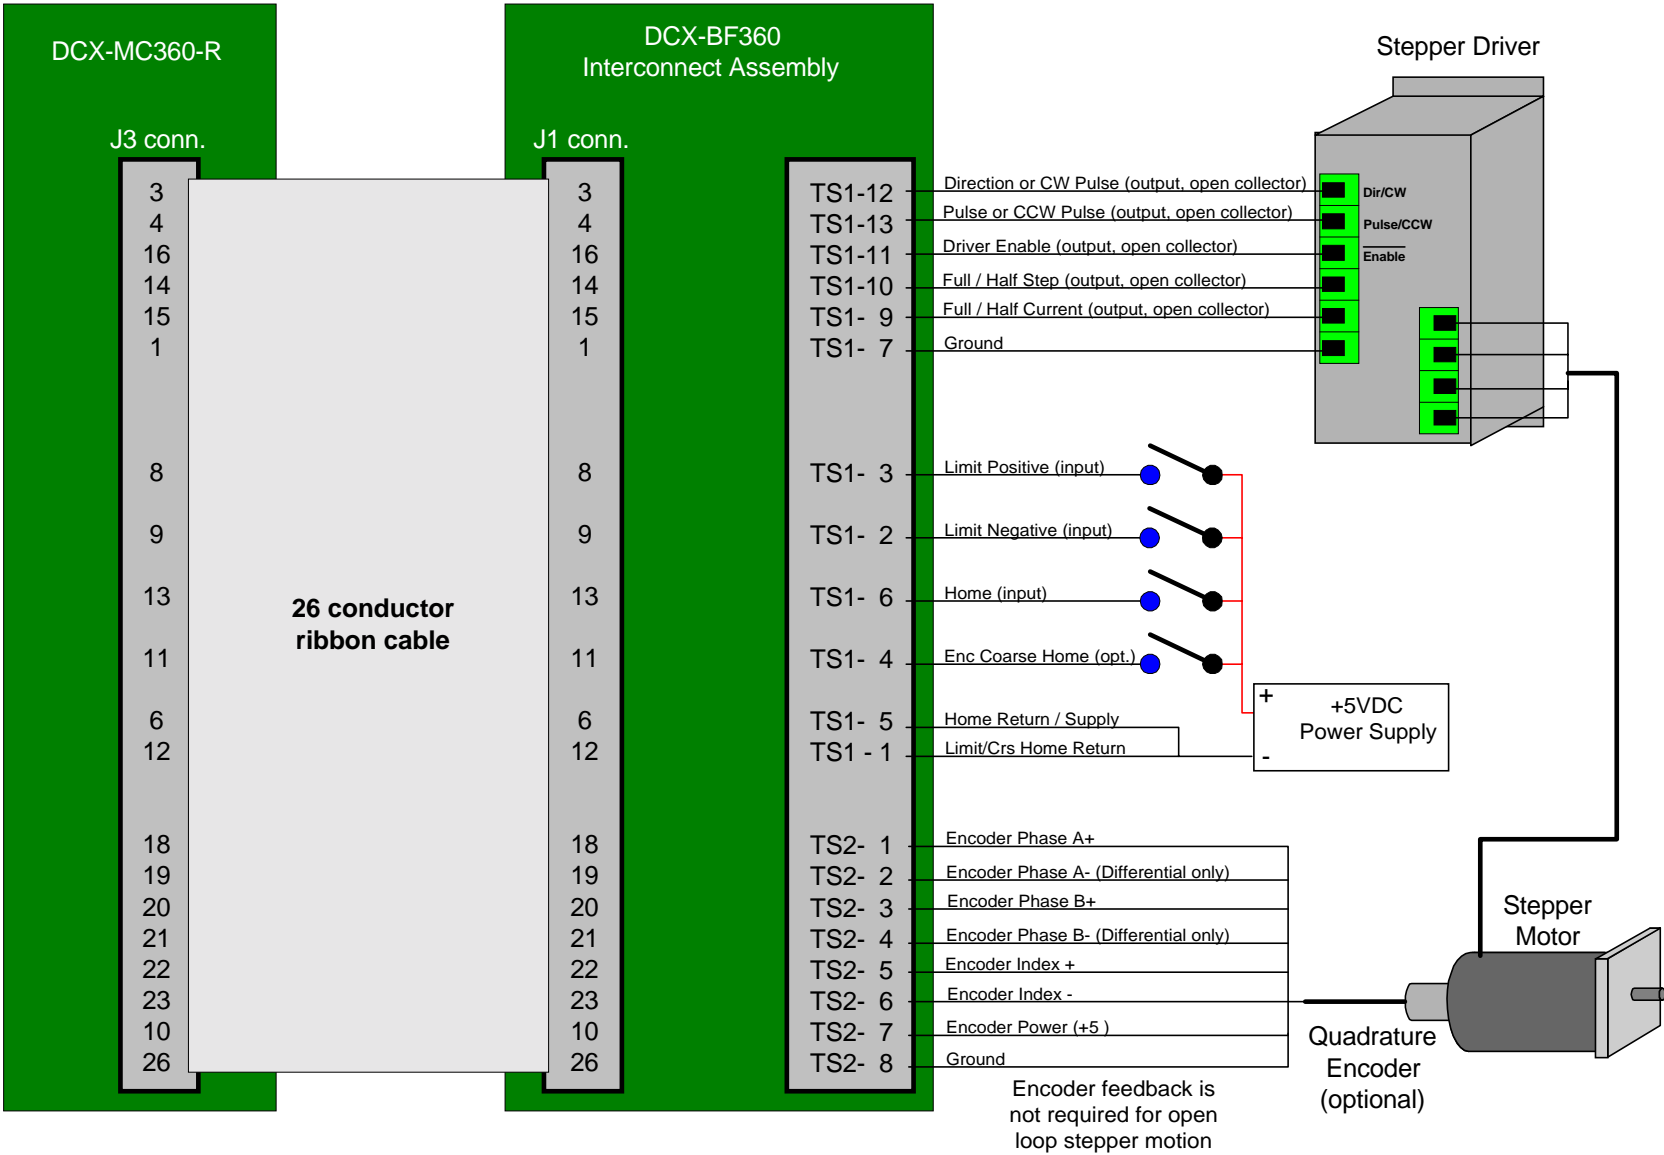 DCX-MC360-R
DCX-BF360
Interconnect Assembly
Stepper Driver
J3 conn.
J1 conn.
3 3 TS1-12 Direction or CW Pulse (output, open collector) Dir/CW
4 4 TS1-13 Pulse or CCW Pulse (output, open collector) Pulse/CCW
16 16 TS1-11 Driver Enable (output, open collector) Enable
14 14 TS1-10 Full / Half Step (output, open collector)
15 15 TS1- 9 Full / Half Current (output, open collector)
1 1 TS1- 7 Ground
8 8 TS1- 3 Limit Positive (input)
9 9 TS1- 2 Limit Negative (input)
13 13 TS1- 6 Home (input)
26 conductor
ribbon cable
11 11 TS1- 4 Enc Coarse Home (opt.)
6 6 TS1- 5 Home Return / Supply
12 12 TS1 - 1 Limit/Crs Home Return
+
+5VDC
Power Supply
-
18 18 TS2- 1 Encoder Phase A+
19 19 TS2- 2 Encoder Phase A- (Differential only)
20 20 TS2- 3 Encoder Phase B+
21 21 TS2- 4 Encoder Phase B- (Differential only)
22 22 TS2- 5 Encoder Index +
23 23 TS2- 6 Encoder Index -
10 10 TS2- 7 Encoder Power (+5 )
26 26 TS2- 8 Ground
Stepper
Motor
Quadrature
Encoder
(optional)
Encoder feedback is
not required for open
loop stepper motion